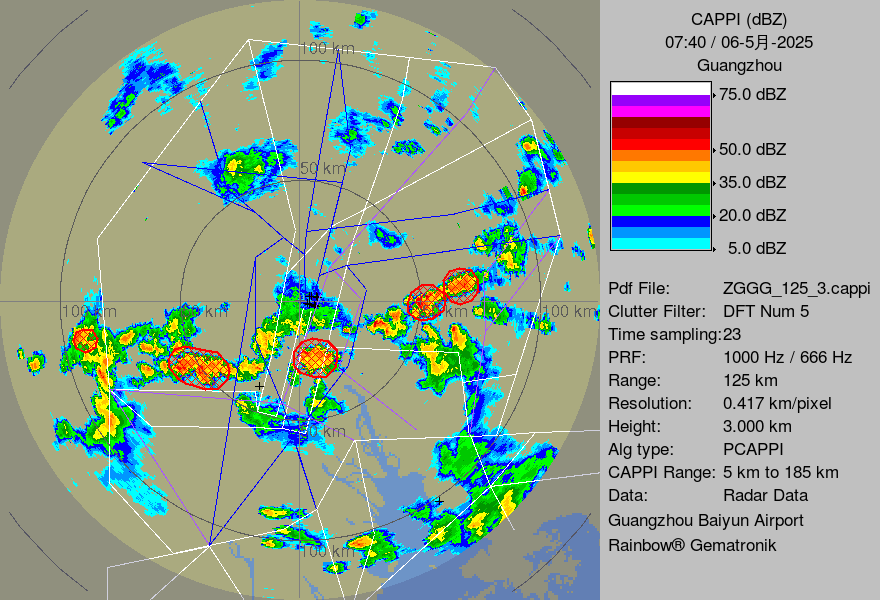 CAPPI (dBZ)
07:40 / 06-5月-2025
Guangzhou
75.0 dBZ
50.0 dBZ
35.0 dBZ
20.0 dBZ
5.0 dBZ
Pdf File: ZGGG_125_3.cappi
Clutter Filter: DFT Num 5
Time sampling:23
PRF: 1000 Hz / 666 Hz
Range: 125 km
Resolution: 0.417 km/pixel
Height: 3.000 km
Alg type: PCAPPI
CAPPI Range: 5 km to 185 km
Data: Radar Data
Guangzhou Baiyun Airport
Rainbow® Gematronik
100 km
50 km
100 km
km
km
100 km
km
100 km